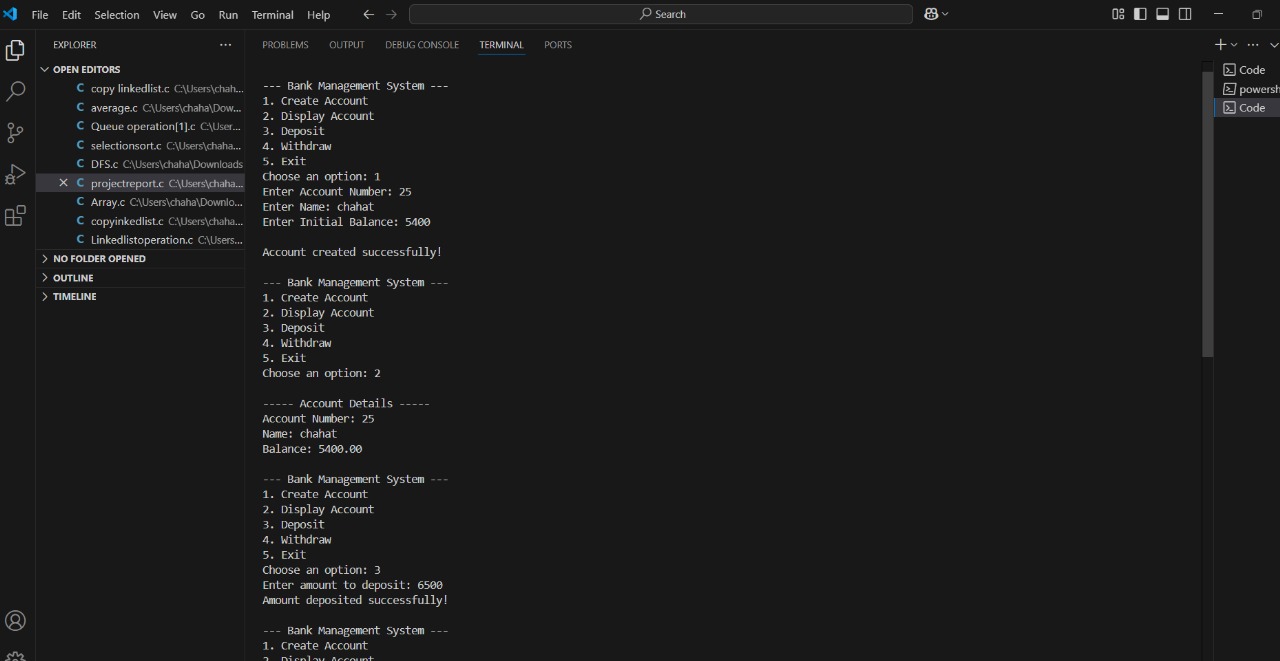 File Edit Selection View Go Run Terminal Help Search
EXPLORER
OPEN EDITORS
copy linkedlist.c C:\Users\chaha...
average.c C:\Users\chaha\Dow...
Queue operation[1].c C:\User...
selectionsort.c C:\Users\chaha...
DFS.c C:\Users\chaha\Downloads
projectreport.c C:\Users\chaha...
Array.c C:\Users\chaha\Downlo...
copyinkedlist.c C:\Users\chaha...
Linkedlistoperation.c C:\Users...
NO FOLDER OPENED
OUTLINE
TIMELINE
PROBLEMS OUTPUT DEBUG CONSOLE TERMINAL PORTS
--- Bank Management System ---
1. Create Account
2. Display Account
3. Deposit
4. Withdraw
5. Exit
Choose an option: 1
Enter Account Number: 25
Enter Name: chahat
Enter Initial Balance: 5400
Account created successfully!
--- Bank Management System ---
1. Create Account
2. Display Account
3. Deposit
4. Withdraw
5. Exit
Choose an option: 2
----- Account Details -----
Account Number: 25
Name: chahat
Balance: 5400.00
--- Bank Management System ---
1. Create Account
2. Display Account
3. Deposit
4. Withdraw
5. Exit
Choose an option: 3
Enter amount to deposit: 6500
Amount deposited successfully!
--- Bank Management System ---
1. Create Account
2. Display Account
Code
powersh
Code